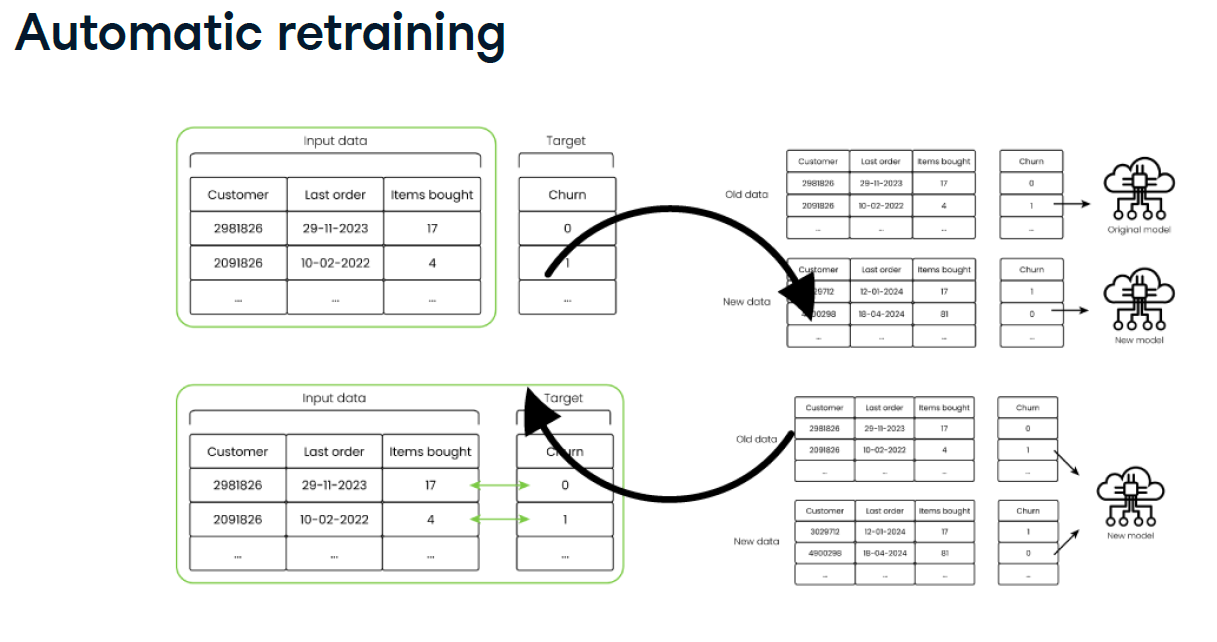 Automatic retraining
Input data
Target
Customer Last order Items bought
Churn
2981826 29-11-2023 17
0
2091826 10-02-2022 4
1
... ... ...
...
Old data
Customer Last order Items bought
Churn
2981826 29-11-2023 17
0
2091826 10-02-2022 4
1
... ... ...
...
Original model
New data
Customer Last order Items bought
Churn
12-01-2024 17
1
18-04-2024 81
0
... ... ...
...
New model
Input data
Target
Customer Last order Items bought
Churn
2981826 29-11-2023 17
0
2091826 10-02-2022 4
1
... ... ...
...
Old data
Customer Last order Items bought
Churn
2981826 29-11-2023 17
0
2091826 10-02-2022 4
1
... ... ...
...
New data
Customer Last order Items bought
Churn
3029712 12-01-2024 17
1
4900298 18-04-2024 81
0
... ... ...
...
New model